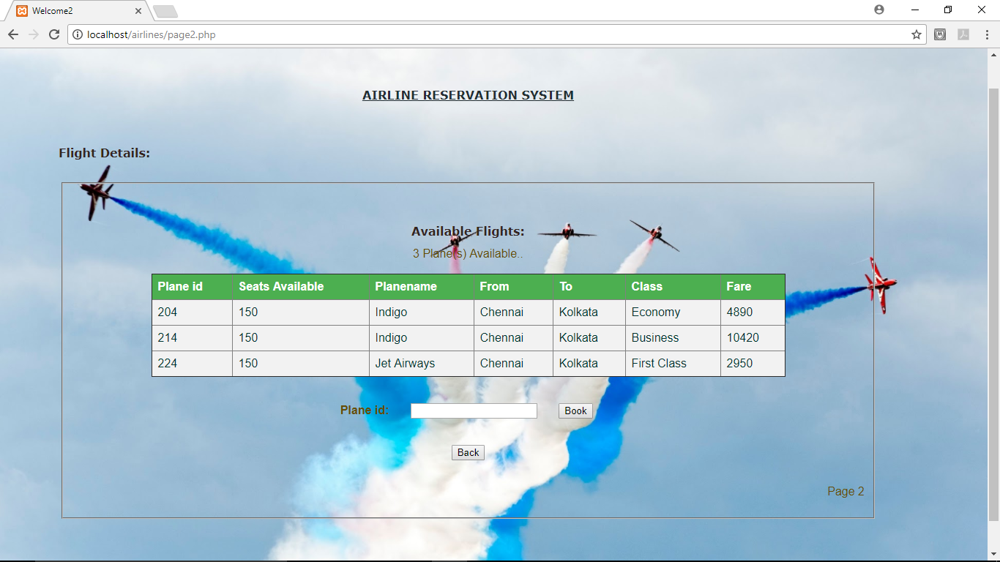 Welcome2
localhost/airlines/page2.php
AIRLINE RESERVATION SYSTEM
Flight Details:
Available Flights:
3 Plane(s) Available..
Plane id Seats Available Planename From To Class Fare
204 150 Indigo Chennai Kolkata Economy 4890
214 150 Indigo Chennai Kolkata Business 10420
224 150 Jet Airways Chennai Kolkata First Class 2950
Plane id: Book
Back
Page 2